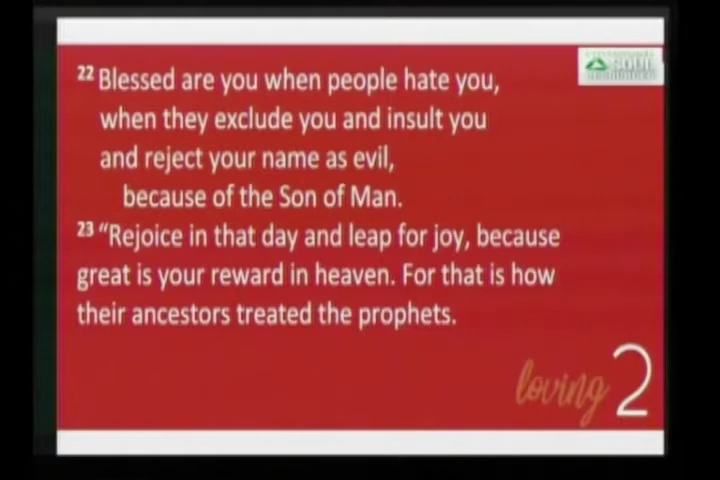 22 Blessed are you when people hate you,
when they exclude you and insult you
and reject your name as evil,
because of the Son of Man.
23 “Rejoice in that day and leap for joy, because
great is your reward in heaven. For that is how
their ancestors treated the prophets.
SOUL
loving 2